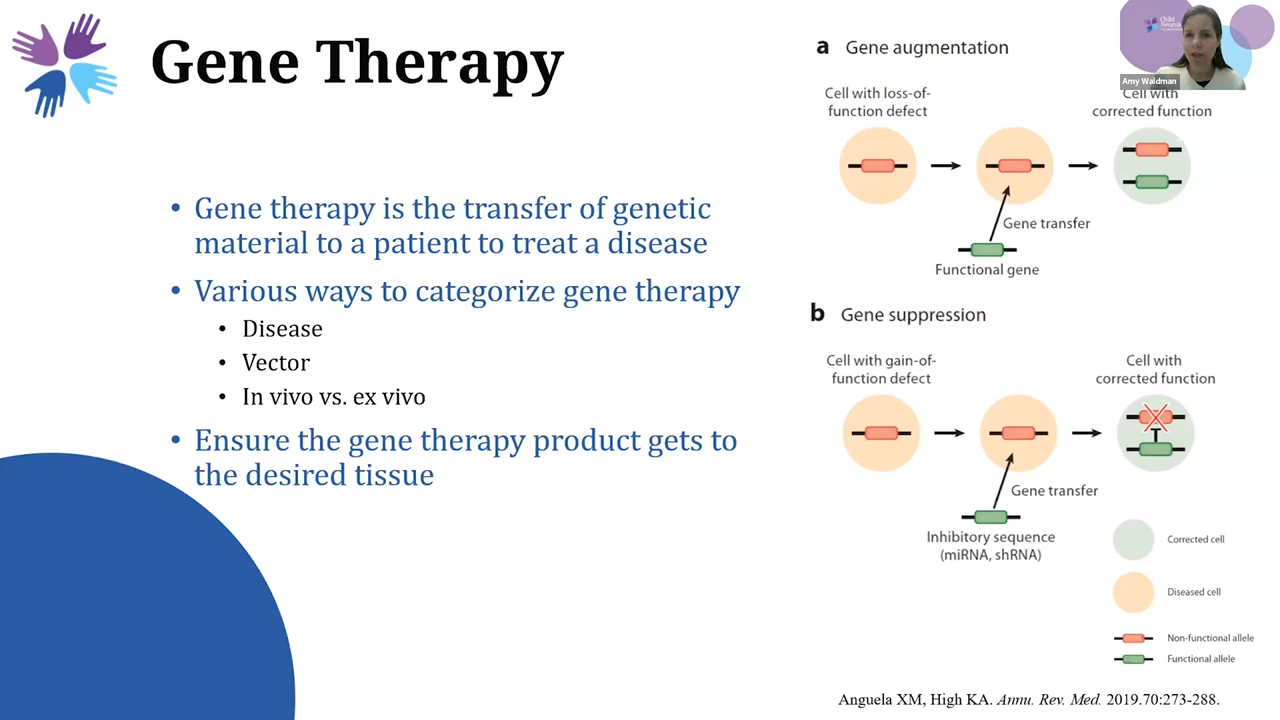 Gene Therapy
• Gene therapy is the transfer of genetic
material to a patient to treat a disease
• Various ways to categorize gene therapy
• Disease
• Vector
• In vivo vs. ex vivo
• Ensure the gene therapy product gets to
the desired tissue
a Gene augmentation
Cell with loss-of-
function defect
Cell with
corrected function
Gene transfer
Functional gene
b Gene suppression
Cell with gain-of-
function defect
Cell with
corrected function
Gene transfer
Inhibitory sequence
(miRNA, shRNA)
Corrected cell
Diseased cell
Non-functional allele
Functional allele
Anguela XM, High KA. Annu. Rev. Med. 2019.70:273-288.
Child
Amy Waldman